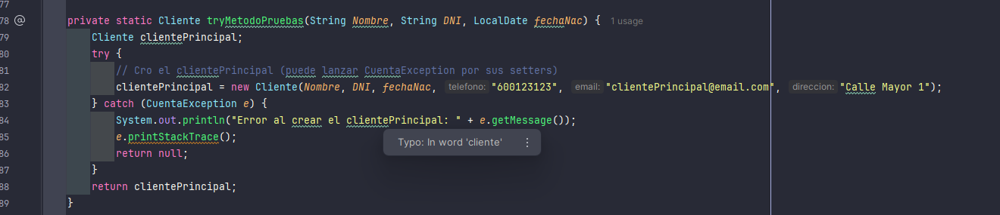 77
78 @ private static Cliente tryMetodoPruebas(String Nombre, String DNI, LocalDate fechaNac) { 1 usage
79 Cliente clientePrincipal;
80 try {
81 // Cro el clientePrincipal (puede lanzar CuentaException por sus setters)
82 clientePrincipal = new Cliente(Nombre, DNI, fechaNac, telefono: "600123123", email: "clientePrincipal@email.com", direccion: "Calle Mayor 1");
83 } catch (CuentaException e) {
84 System.out.println("Error al crear el clientePrincipal: " + e.getMessage());
85 e.printStackTrace();
Typo: In word 'cliente'
86 return null;
87 }
88 return clientePrincipal;
89 }